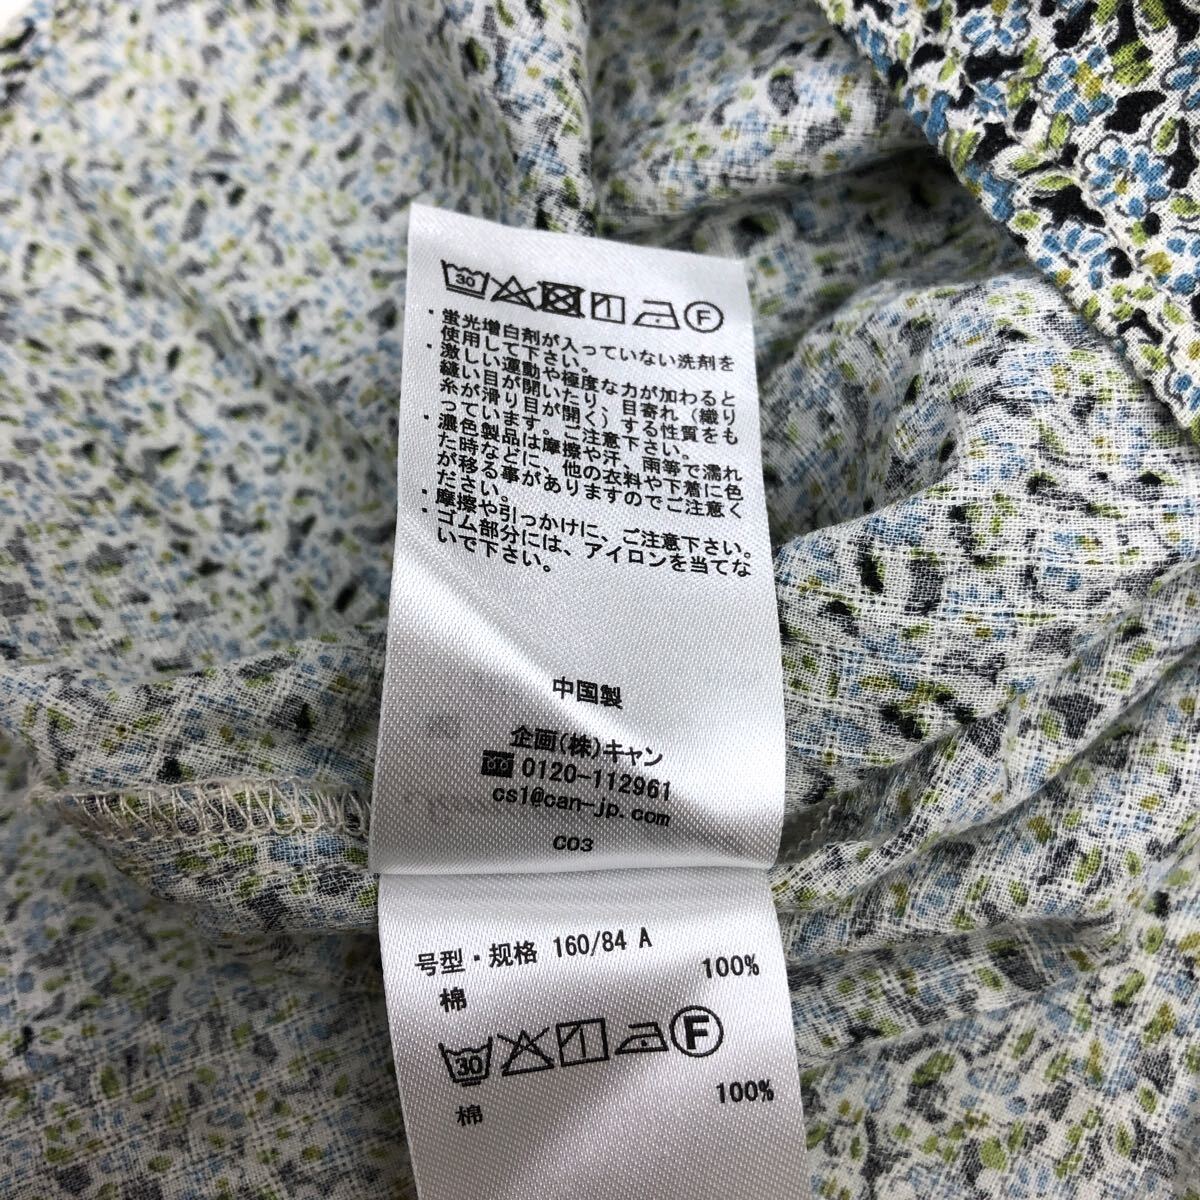 30 F
・蛍光増白剤が入っていない洗剤を
使用して下さい。
・激しい運動や極度な力が加わると
縫い目が開いたり、目寄れ（織り
糸が滑り目が開く）する性質をも
っています。ご注意下さい。
・濃色製品は摩擦や汗、雨等で濡れ
た時などに、他の衣料や下着に色
が移る事がありますのでご注意く
ださい。
・摩擦や引っかけに、ご注意下さい。
・ゴム部分には、アイロンを当てな
いで下さい。
中国製
企画(株)キャン
0120-112961
cs1@can-jp.com
C03
号型・规格 160/84 A
棉 100%
30 F
棉 100%